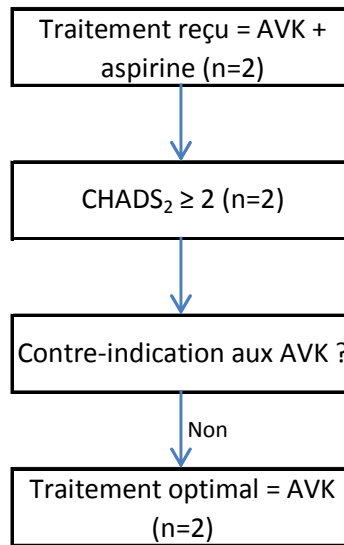 Traitement reçu = AVK +
aspirine (n=2)
CHADS₂ ≥ 2 (n=2)
Contre-indication aux AVK ?
Non
Traitement optimal = AVK
(n=2)